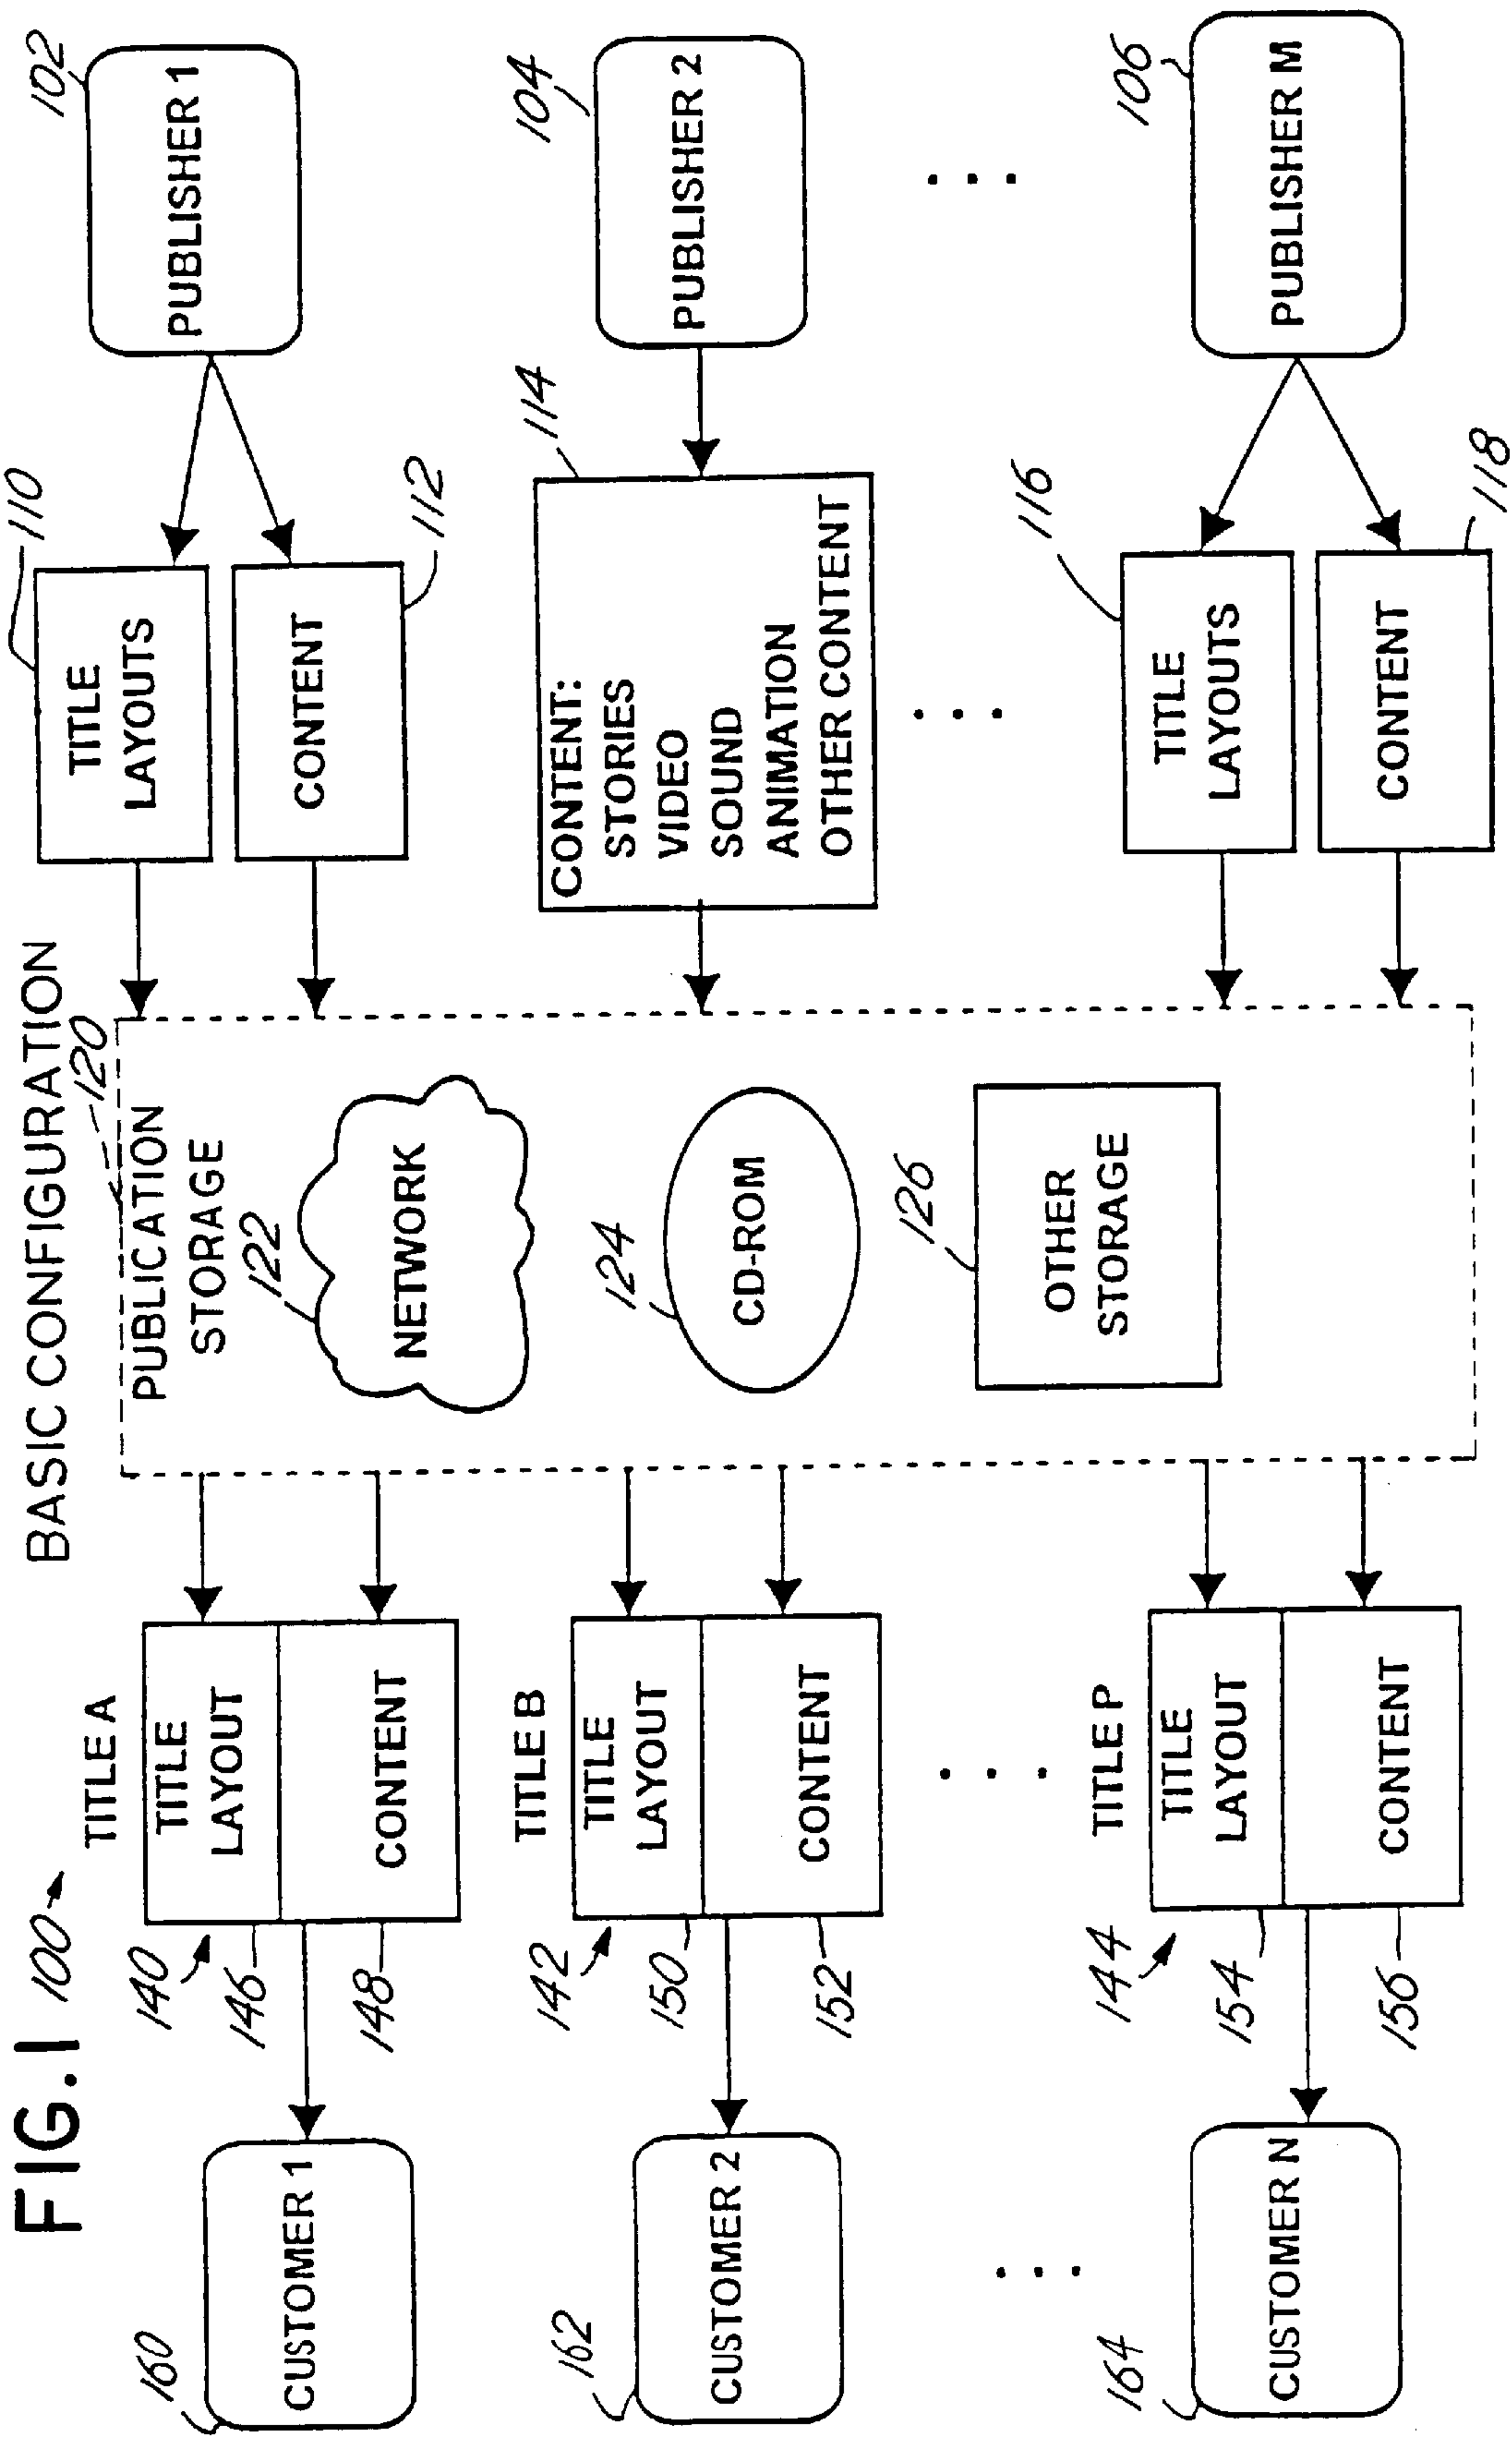 FIG.1
100
BASIC CONFIGURATION
160
CUSTOMER 1
140
146
148
TITLE A
TITLE
LAYOUT
CONTENT
120
PUBLICATION
STORAGE
122
NETWORK
110
TITLE
LAYOUTS
CONTENT
112
102
PUBLISHER 1
162
CUSTOMER 2
142
150
152
TITLE B
TITLE
LAYOUT
CONTENT
124
CD-ROM
114
CONTENT:
STORIES
VIDEO
SOUND
ANIMATION
OTHER CONTENT
104
PUBLISHER 2
. . .
. . .
. . .
. . .
164
CUSTOMER N
144
154
156
TITLE P
TITLE
LAYOUT
CONTENT
126
OTHER
STORAGE
116
TITLE
LAYOUTS
CONTENT
118
106
PUBLISHER M